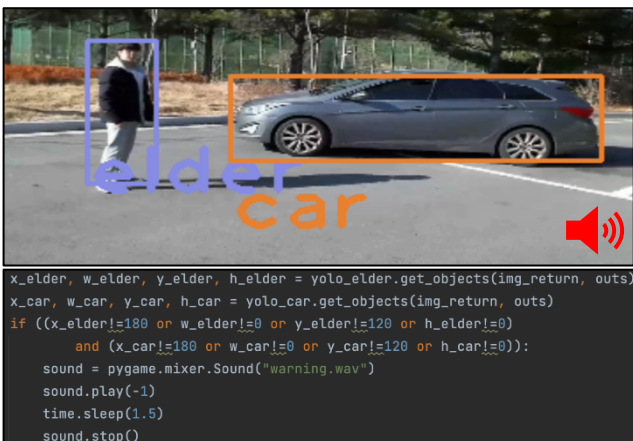 elder
car
x_elder, w_elder, y_elder, h_elder = yolo_elder.get_objects(img_return, outs)
x_car, w_car, y_car, h_car = yolo_car.get_objects(img_return, outs)
if ((x_elder!=180 or w_elder!=0 or y_elder!=120 or h_elder!=0)
        and (x_car!=180 or w_car!=0 or y_car!=120 or h_car!=0)):
    sound = pygame.mixer.Sound("warning.wav")
    sound.play(-1)
    time.sleep(1.5)
    sound.stop()